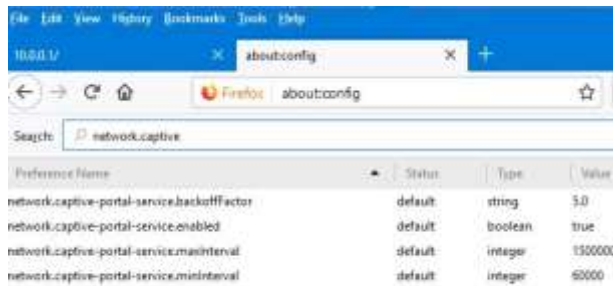 File Edit View History Bookmarks Tools Help
10.0.0.1/ × about:config × +
Firefox about:config
Search: network.captive
Preference Name Status Type Value
network.captive-portal-service.backoffFactor default string 5.0
network.captive-portal-service.enabled default boolean true
network.captive-portal-service.maxInterval default integer 1500000
network.captive-portal-service.minInterval default integer 60000